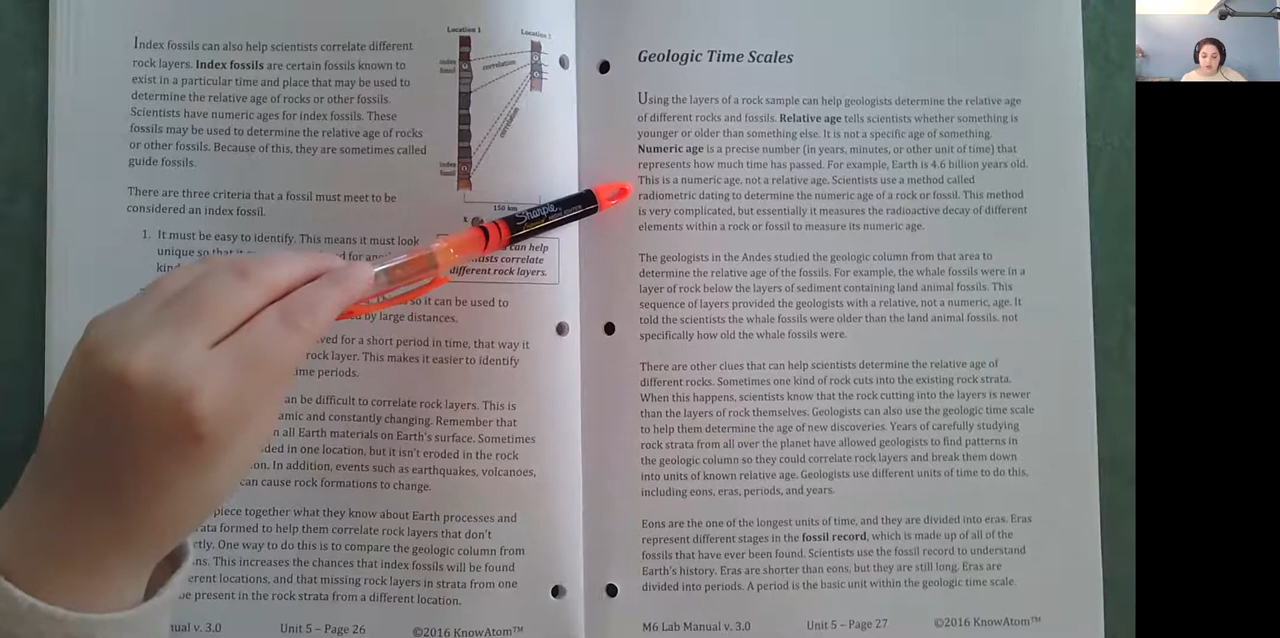 Index fossils can also help scientists correlate different
rock layers. Index fossils are certain fossils known to
exist in a particular time and place that may be used to
determine the relative age of rocks or other fossils.
Scientists have numeric ages for index fossils. These
fossils may be used to determine the relative age of rocks
or other fossils. Because of this, they are sometimes called
guide fossils.
There are three criteria that a fossil must meet to be
considered an index fossil.
1. It must be easy to identify. This means it must look
unique so that it
so it can be used to
by large distances.
for a short period in time, that way it
rock layer. This makes it easier to identify
time periods.
can be difficult to correlate rock layers. This is
and constantly changing. Remember that
all Earth materials on Earth's surface. Sometimes
in one location, but it isn't eroded in the rock
In addition, events such as earthquakes, volcanoes,
can cause rock formations to change.
piece together what they know about Earth processes and
formed to help them correlate rock layers that don't
One way to do this is to compare the geologic column from
This increases the chances that index fossils will be found
locations, and that missing rock layers in strata from one
be present in the rock strata from a different location.
Location 1
Location 2
index
fossil
correlation
correlation
index
fossil
150 km
can help
correlate
different rock layers.
Unit 5 – Page 26
©2016 KnowAtom™
Geologic Time Scales
Using the layers of a rock sample can help geologists determine the relative age
of different rocks and fossils. Relative age tells scientists whether something is
younger or older than something else. It is not a specific age of something.
Numeric age is a precise number (in years, minutes, or other unit of time) that
represents how much time has passed. For example, Earth is 4.6 billion years old.
This is a numeric age, not a relative age. Scientists use a method called
radiometric dating to determine the numeric age of a rock or fossil. This method
is very complicated, but essentially it measures the radioactive decay of different
elements within a rock or fossil to measure its numeric age.
The geologists in the Andes studied the geologic column from that area to
determine the relative age of the fossils. For example, the whale fossils were in a
layer of rock below the layers of sediment containing land animal fossils. This
sequence of layers provided the geologists with a relative, not a numeric, age. It
told the scientists the whale fossils were older than the land animal fossils, not
specifically how old the whale fossils were.
There are other clues that can help scientists determine the relative age of
different rocks. Sometimes one kind of rock cuts into the existing rock strata.
When this happens, scientists know that the rock cutting into the layers is newer
than the layers of rock themselves. Geologists can also use the geologic time scale
to help them determine the age of new discoveries. Years of carefully studying
rock strata from all over the planet have allowed geologists to find patterns in
the geologic column so they could correlate rock layers and break them down
into units of known relative age. Geologists use different units of time to do this,
including eons, eras, periods, and years.
Eons are the one of the longest units of time, and they are divided into eras. Eras
represent different stages in the fossil record, which is made up of all of the
fossils that have ever been found. Scientists use the fossil record to understand
Earth's history. Eras are shorter than eons, but they are still long. Eras are
divided into periods. A period is the basic unit within the geologic time scale.
M6 Lab Manual v. 3.0
Unit 5 – Page 27
©2016 KnowAtom™
Sharpie